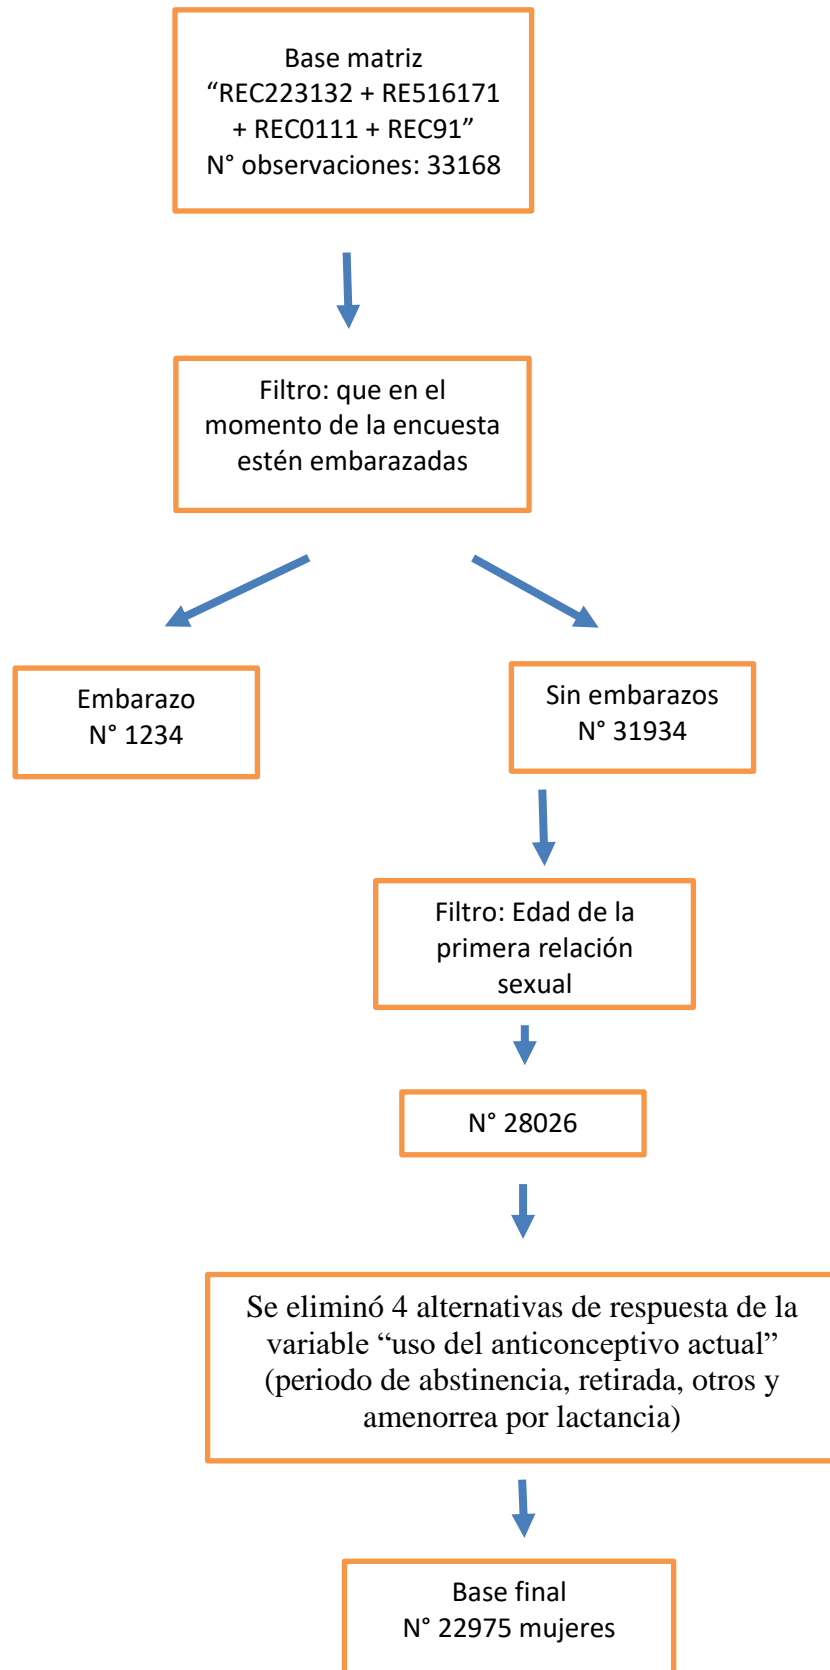 Base matriz
“REC223132 + RE516171
+ REC0111 + REC91”
N° observaciones: 33168
Filtro: que en el
momento de la encuesta
estén embarazadas
Embarazo
N° 1234
Sin embarazos
N° 31934
Filtro: Edad de la
primera relación
sexual
N° 28026
Se eliminó 4 alternativas de respuesta de la
variable “uso del anticonceptivo actual”
(periodo de abstinencia, retirada, otros y
amenorrea por lactancia)
Base final
N° 22975 mujeres